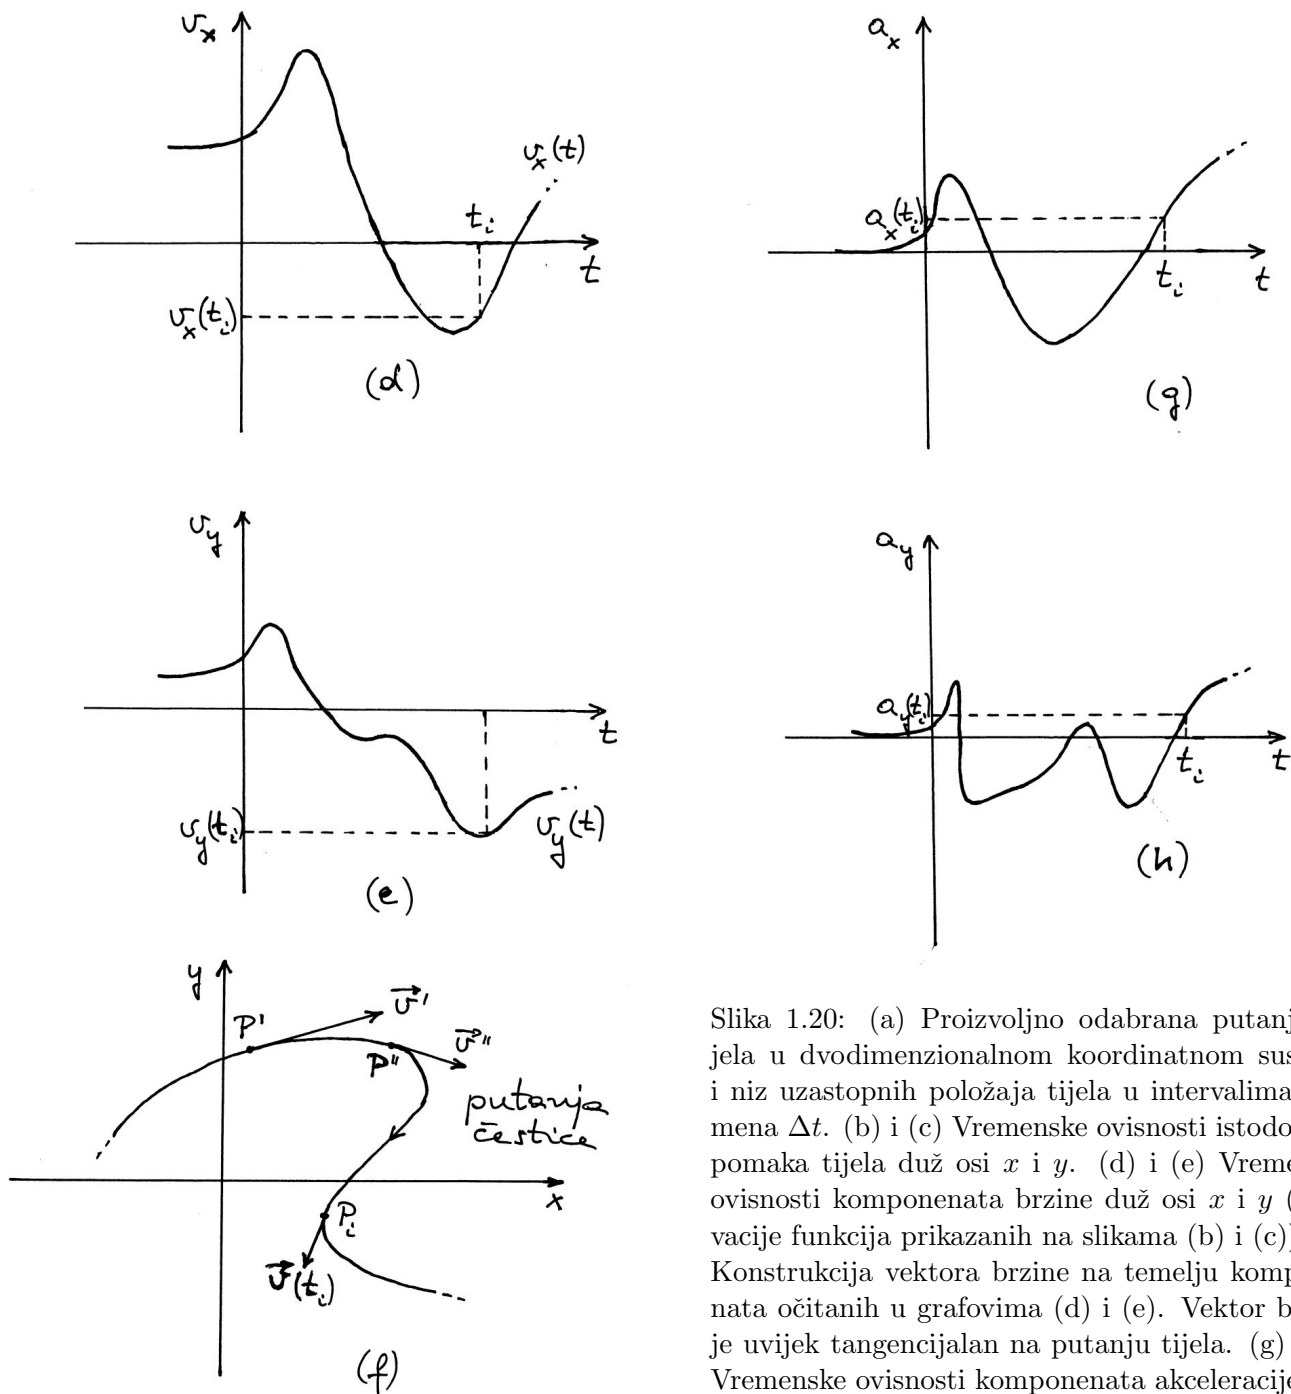 v_x
v_x(t)
t_i
t
v_x(t_i)
(d)
a_x
a_x(t_i)
t_i
t
(g)
v_y
t
v_y(t_i)
v_y(t)
(e)
a_y
a_y(t_i)
t_i
t
(h)
y
P'
v⃗'
P''
v⃗''
putanja
čestice
x
P_i
v⃗(t_i)
(f)
Slika 1.20: (a) Proizvoljno odabrana putanj
jela u dvodimenzionalnom koordinatnom sus
i niz uzastopnih položaja tijela u intervalima
mena Δt. (b) i (c) Vremenske ovisnosti istodo
pomaka tijela duž osi x i y. (d) i (e) Vreme
ovisnosti komponenata brzine duž osi x i y (
vacije funkcija prikazanih na slikama (b) i (c))
Konstrukcija vektora brzine na temelju komp
nata očitanih u grafovima (d) i (e). Vektor b
je uvijek tangencijalan na putanju tijela. (g)
Vremenske ovisnosti komponenata akceleracije